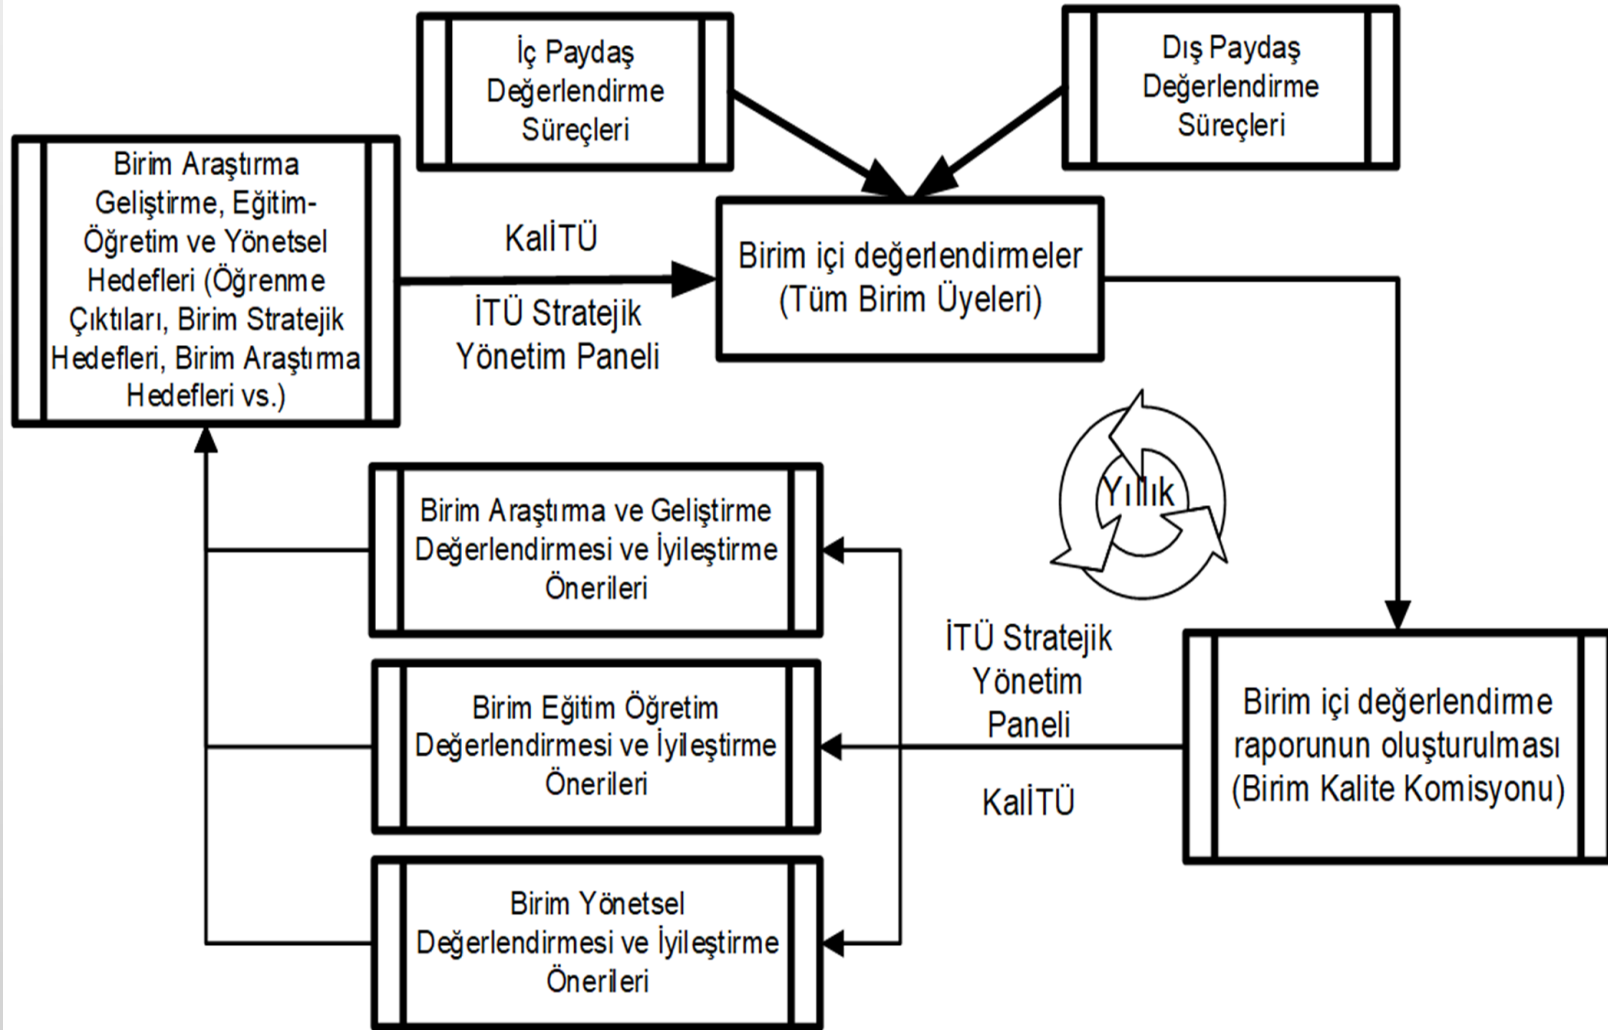 İç Paydaş
Değerlendirme
Süreçleri
Dış Paydaş
Değerlendirme
Süreçleri
Birim Araştırma
Geliştirme, Eğitim-
Öğretim ve Yönetsel
Hedefleri (Öğrenme
Çıktıları, Birim Stratejik
Hedefleri, Birim Araştırma
Hedefleri vs.)
KalİTÜ
İTÜ Stratejik
Yönetim Paneli
Birim içi değerlendirmeler
(Tüm Birim Üyeleri)
Yıllık
Birim Araştırma ve Geliştirme
Değerlendirmesi ve İyileştirme
Önerileri
Birim Eğitim Öğretim
Değerlendirmesi ve İyileştirme
Önerileri
Birim Yönetsel
Değerlendirmesi ve İyileştirme
Önerileri
İTÜ Stratejik
Yönetim
Paneli
KalİTÜ
Birim içi değerlendirme
raporunun oluşturulması
(Birim Kalite Komisyonu)